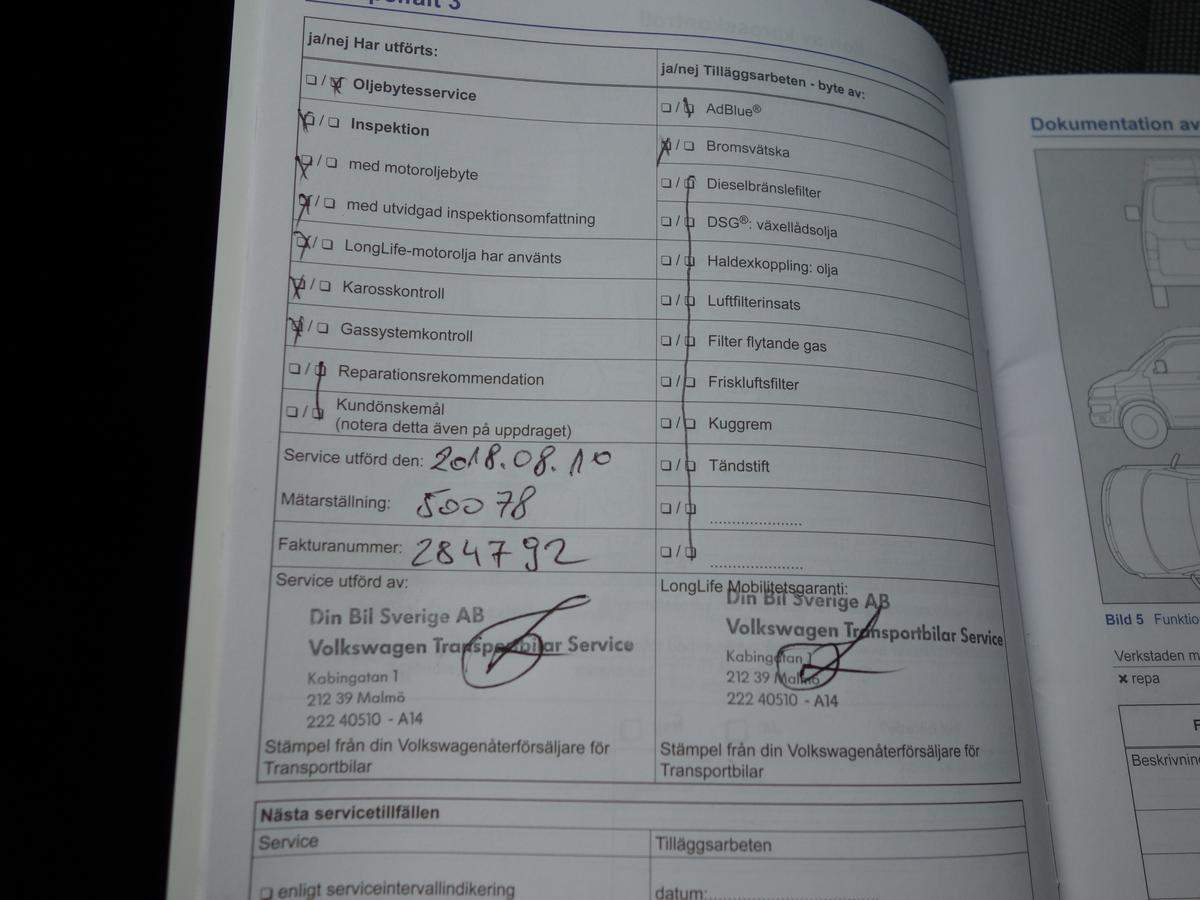 ja/nej Har utförts:
❏ / ❏ Oljebytesservice
❏ / ❏ Inspektion
❏ / ❏ med motoroljebyte
❏ / ❏ med utvidgad inspektionsomfattning
❏ / ❏ LongLife-motorolja har använts
❏ / ❏ Karosskontroll
❏ / ❏ Gassystemkontroll
❏ / ❏ Reparationsrekommendation
❏ / ❏ Kundönskemål
(notera detta även på uppdraget)
Service utförd den: 2018.08.10
Mätarställning: 50078
Fakturanummer: 284792
Service utförd av:
Din Bil Sverige AB
Volkswagen Transportbilar Service
Kabingatan 1
212 39 Malmö
222 40510 - A14
Stämpel från din Volkswagenåterförsäljare för
Transportbilar
ja/nej Tilläggsarbeten - byte av:
❏ / ❏ AdBlue®
❏ / ❏ Bromsvätska
❏ / ❏ Dieselbränslefilter
❏ / ❏ DSG®: växellådsolja
❏ / ❏ Haldexkoppling: olja
❏ / ❏ Luftfilterinsats
❏ / ❏ Filter flytande gas
❏ / ❏ Friskluftsfilter
❏ / ❏ Kuggrem
❏ / ❏ Tändstift
❏ / ❏ .....................
❏ / ❏ .....................
LongLife Mobilitetsgaranti:
Din Bil Sverige AB
Volkswagen Transportbilar Service
Kabingatan 1
212 39 Malmö
222 40510 - A14
Stämpel från din Volkswagenåterförsäljare för
Transportbilar
Nästa servicetillfällen
Service
❏ enligt serviceintervallindikering
Tilläggsarbeten
datum:
Dokumentation av
Bild 5 Funktio
Verkstaden m
✖ repa
F
Beskrivnin